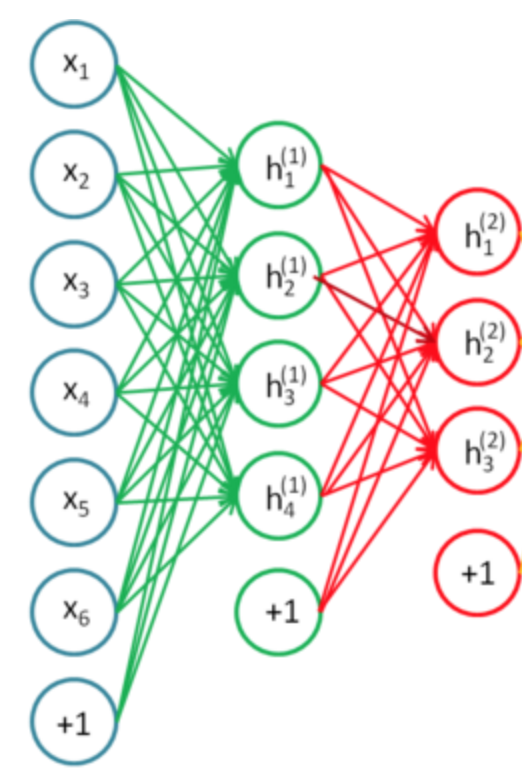 x₁
x₂
x₃
x₄
x₅
x₆
+1
h₁⁽¹⁾
h₂⁽¹⁾
h₃⁽¹⁾
h₄⁽¹⁾
+1
h₁⁽²⁾
h₂⁽²⁾
h₃⁽²⁾
+1